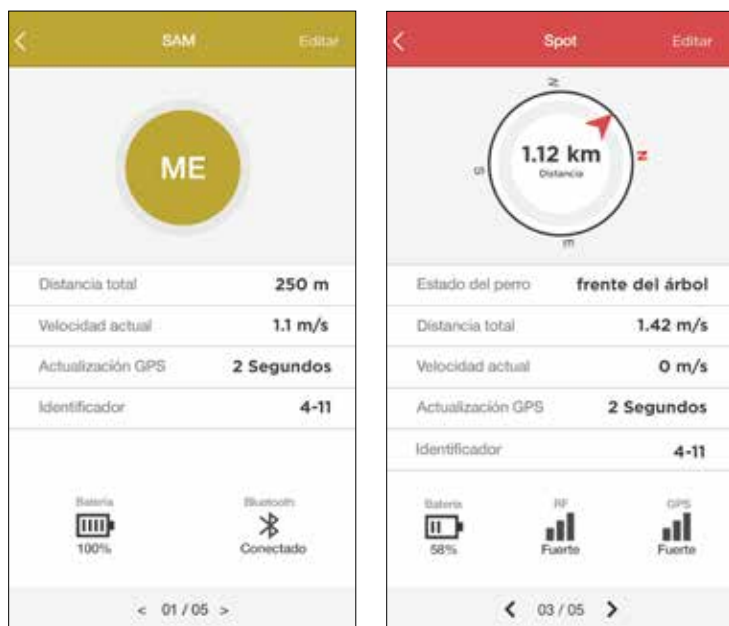 SAM
Editar
ME
Distancia total 250 m
Velocidad actual 1.1 m/s
Actualización GPS 2 Segundos
Identificador 4-11
Batería Bluetooth
100% Conectado
< 01 / 05 >
Spot
Editar
N
1.12 km
Distancia
N
S
E
Estado del perro frente del árbol
Distancia total 1.42 m/s
Velocidad actual 0 m/s
Actualización GPS 2 Segundos
Identificador 4-11
Batería RF GPS
58% Fuerte Fuerte
03 / 05